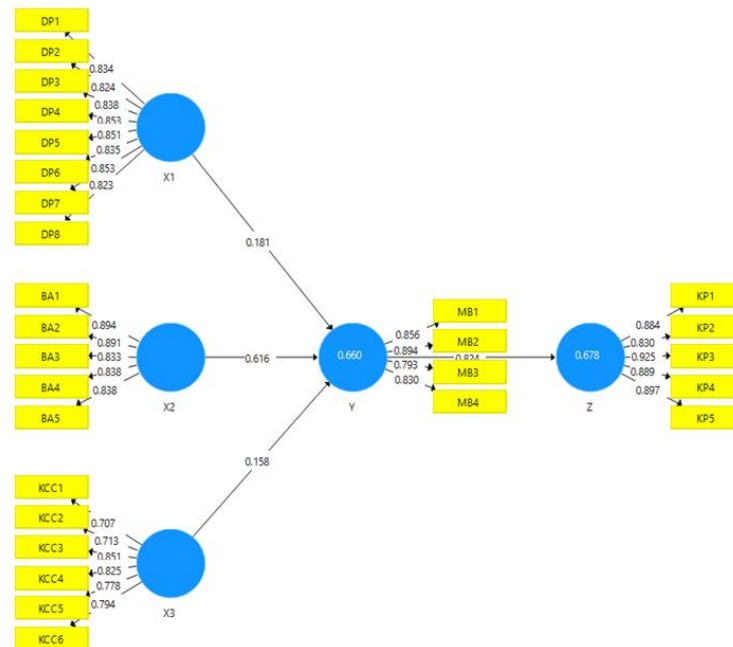 DP1
DP2
DP3
DP4
DP5
DP6
DP7
DP8
0.834
0.824
0.838
0.853
0.851
0.835
0.853
0.823
X1
0.181
BA1
BA2
BA3
BA4
BA5
0.894
0.891
0.833
0.838
0.838
X2
0.616
KCC1
KCC2
KCC3
KCC4
KCC5
KCC6
0.707
0.713
0.851
0.825
0.778
0.794
X3
0.158
0.660
Y
0.856
0.894
0.793
0.830
MB1
MB2
MB3
MB4
0.824
0.678
Z
0.884
0.830
0.925
0.889
0.897
KP1
KP2
KP3
KP4
KP5